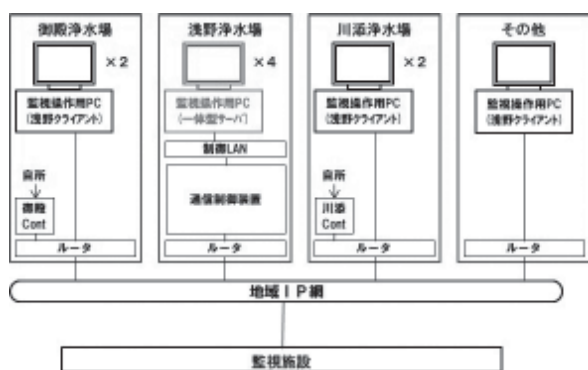 御殿浄水場
×2
監視操作用PC
(浅野クライアント)
自所
御殿
Cont
ルータ
浅野浄水場
×4
監視操作用PC
(一体型サーバ)
制御LAN
通信制御装置
ルータ
川添浄水場
×2
監視操作用PC
(浅野クライアント)
自所
川添
Cont
ルータ
その他
監視操作用PC
(浅野クライアント)
ルータ
地域IP網
監視施設